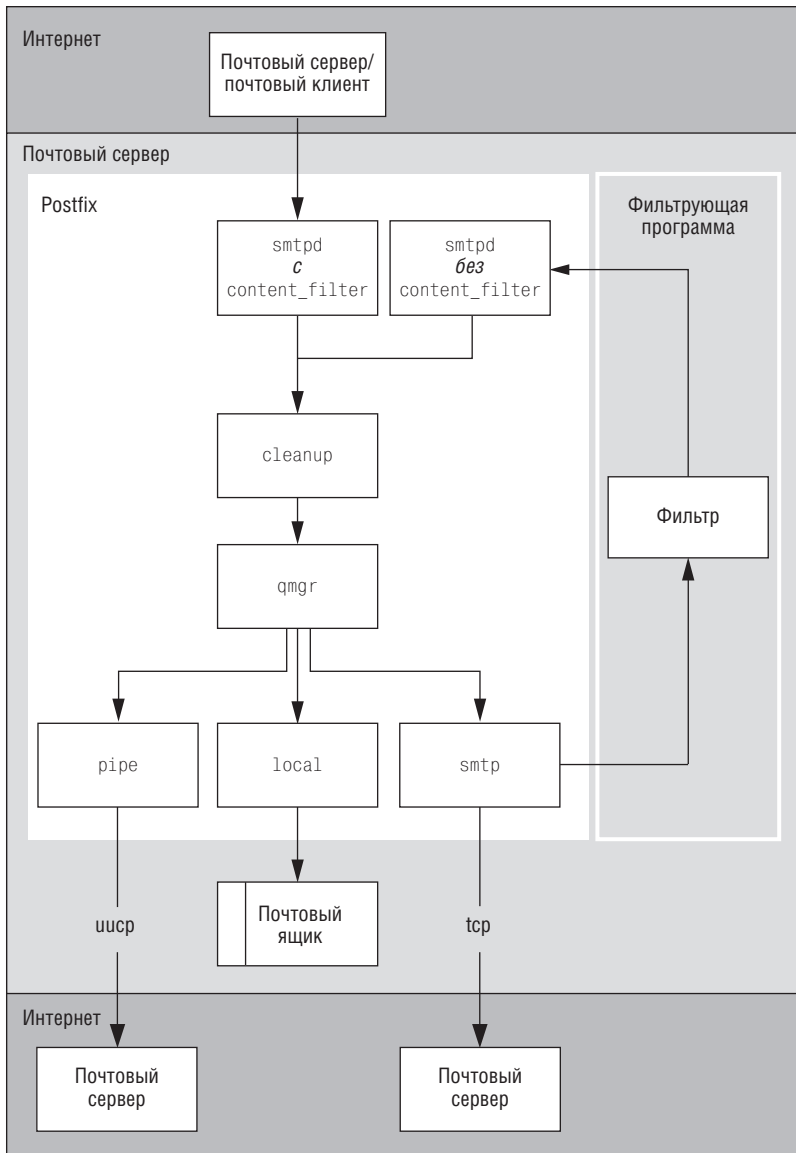 Интернет
Почтовый сервер/
почтовый клиент
Почтовый сервер
Postfix
Фильтрующая
программа
smtpd
с
content_filter
smtpd
без
content_filter
cleanup
Фильтр
qmgr
pipe
local
smtp
uucp
Почтовый
ящик
tcp
Интернет
Почтовый
сервер
Почтовый
сервер